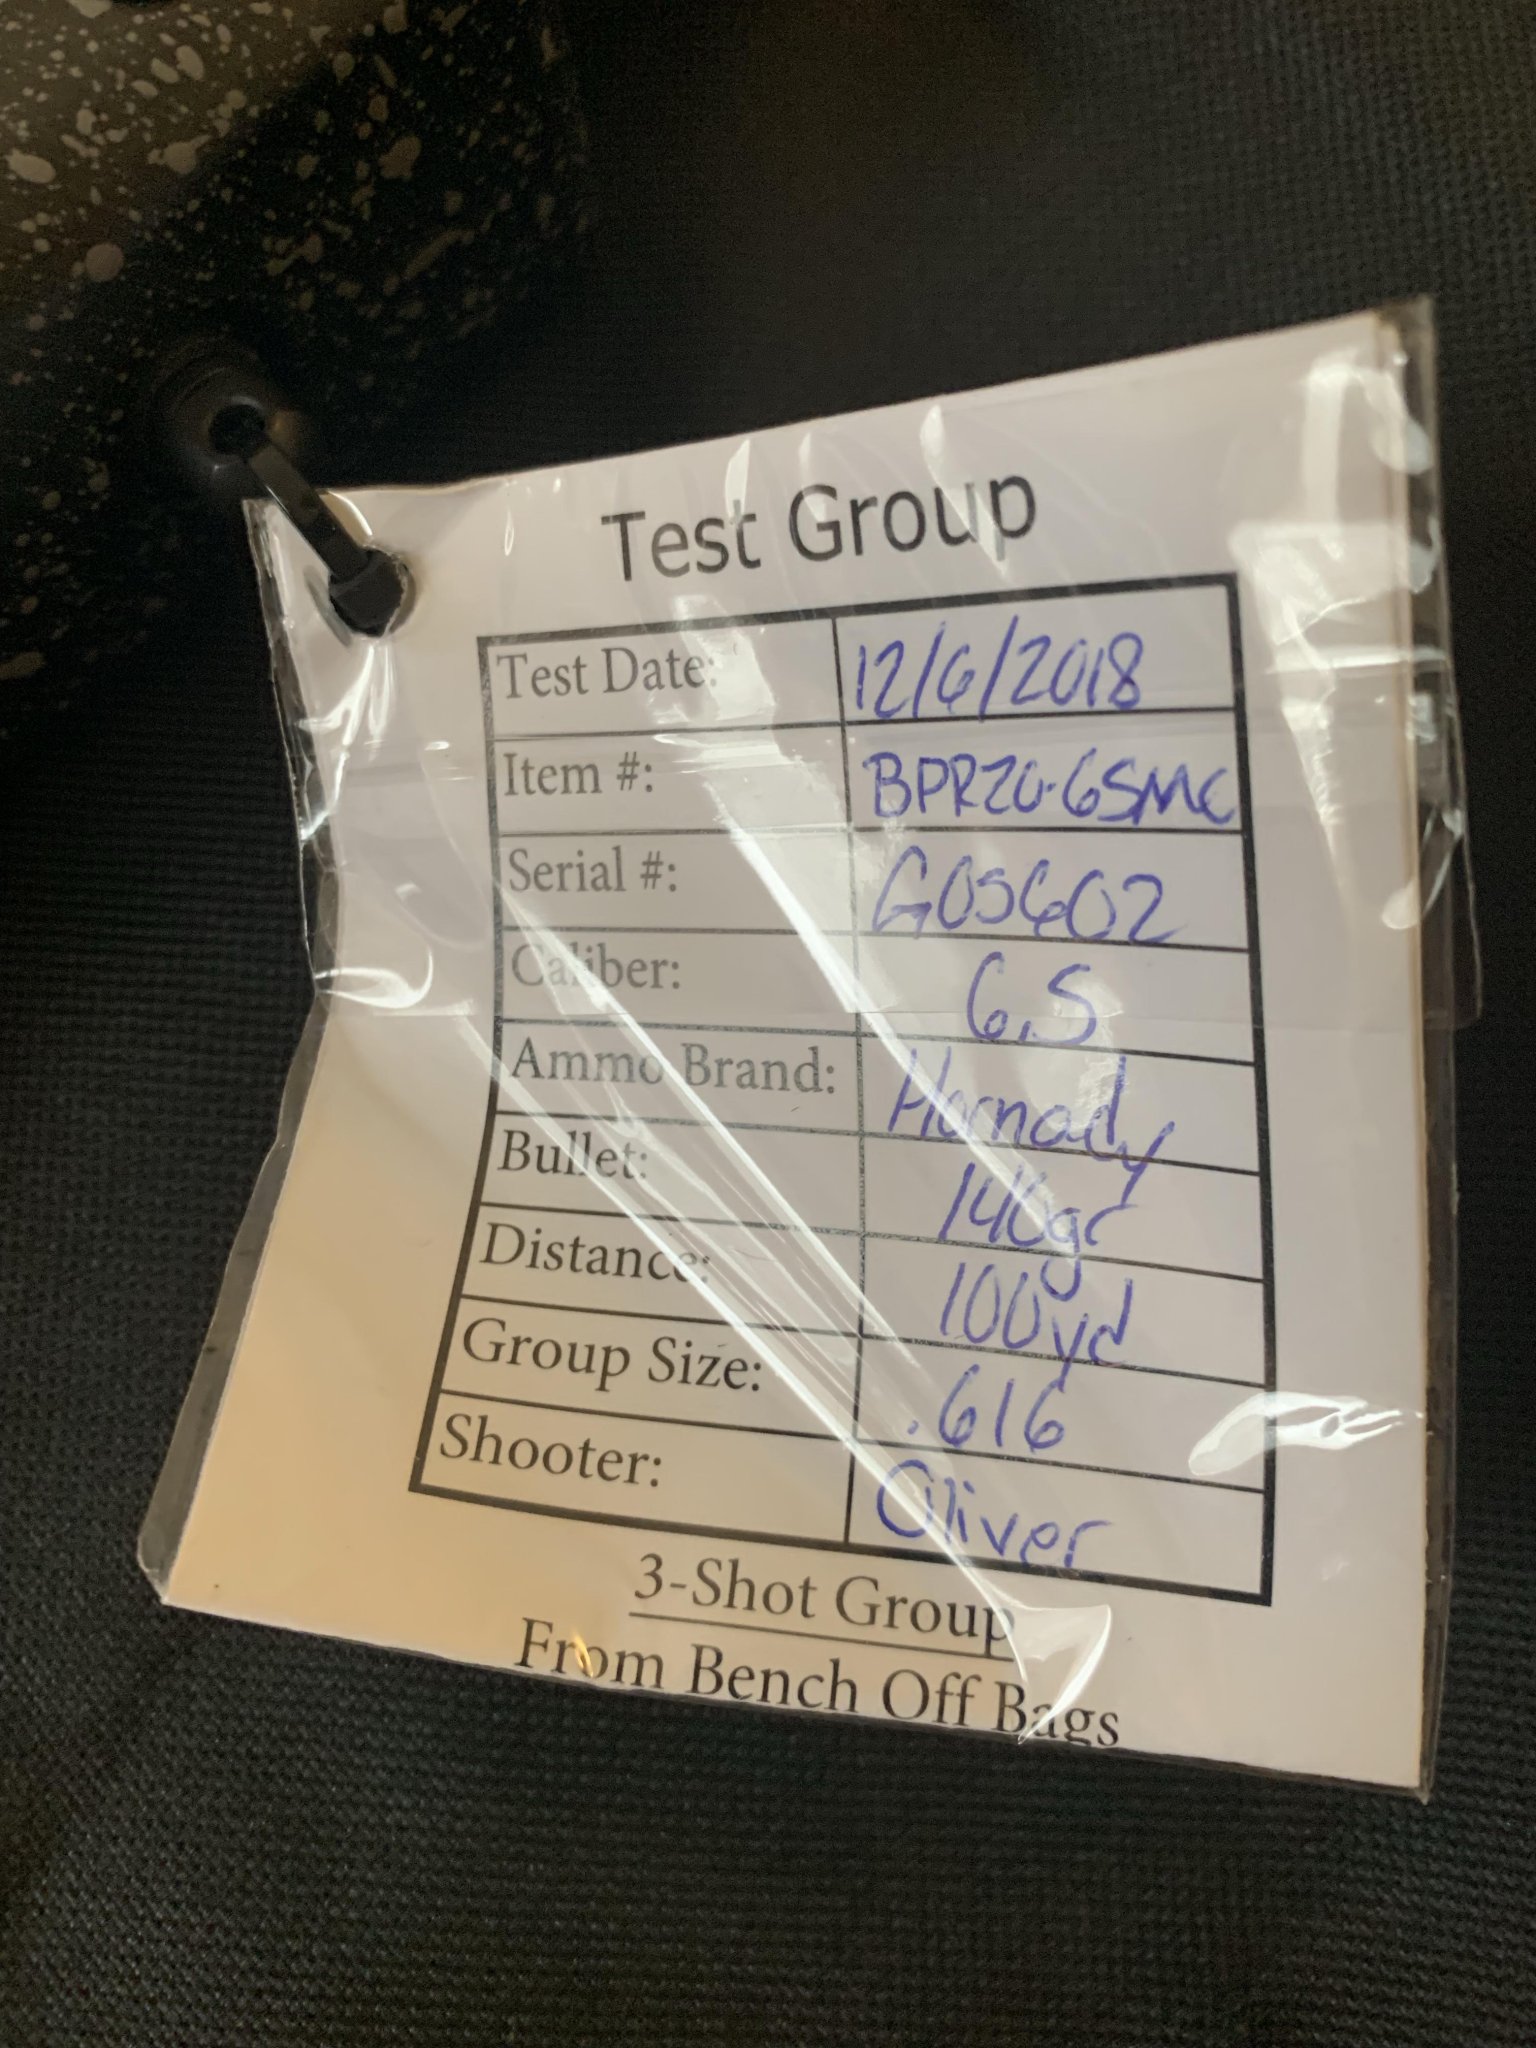 Test Group
Test Date: 12/6/2018
Item #: BPR20-6SMC
Serial #: G05602
Caliber: 6.5
Ammo Brand: Hornady
Bullet: 140gr
Distance: 100yd
Group Size: .616
Shooter: Oliver
3-Shot Group
From Bench Off Bags